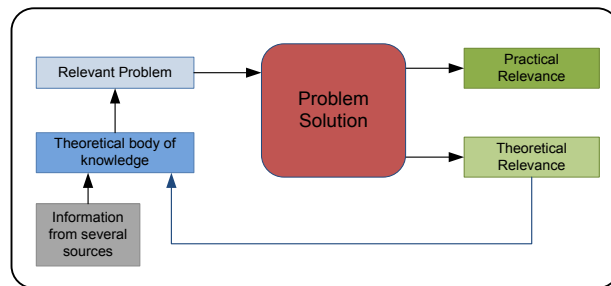 Relevant Problem
Theoretical body of
knowledge
Information
from several
sources
Problem
Solution
Practical
Relevance
Theoretical
Relevance